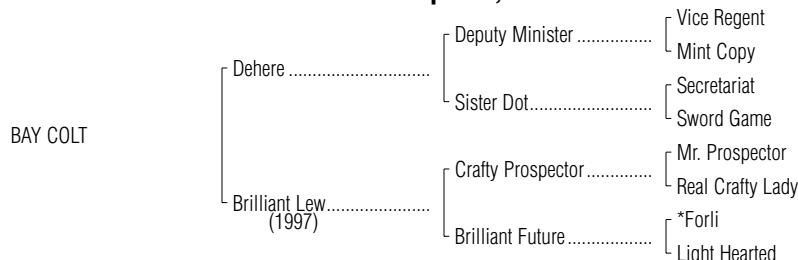 Vice Regent
Deputy Minister ................
Mint Copy
Dehere ..............................
Secretariat
Sister Dot..........................
Sword Game
BAY COLT
Mr. Prospector
Crafty Prospector..............
Real Crafty Lady
Brilliant Lew......................
(1997)
*Forli
Brilliant Future..................
Light Hearted